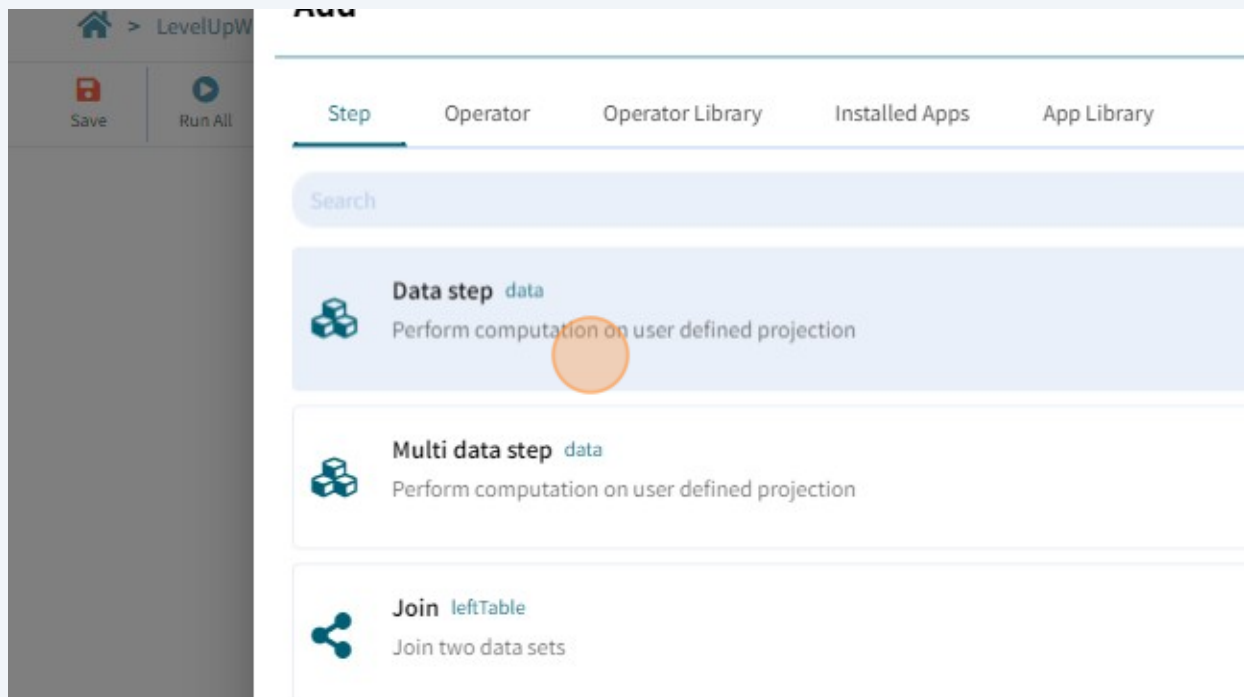 Add
> LevelUpW
Save
Run All
Step Operator Operator Library Installed Apps App Library
Search
Data step data
Perform computation on user defined projection
Multi data step data
Perform computation on user defined projection
Join leftTable
Join two data sets